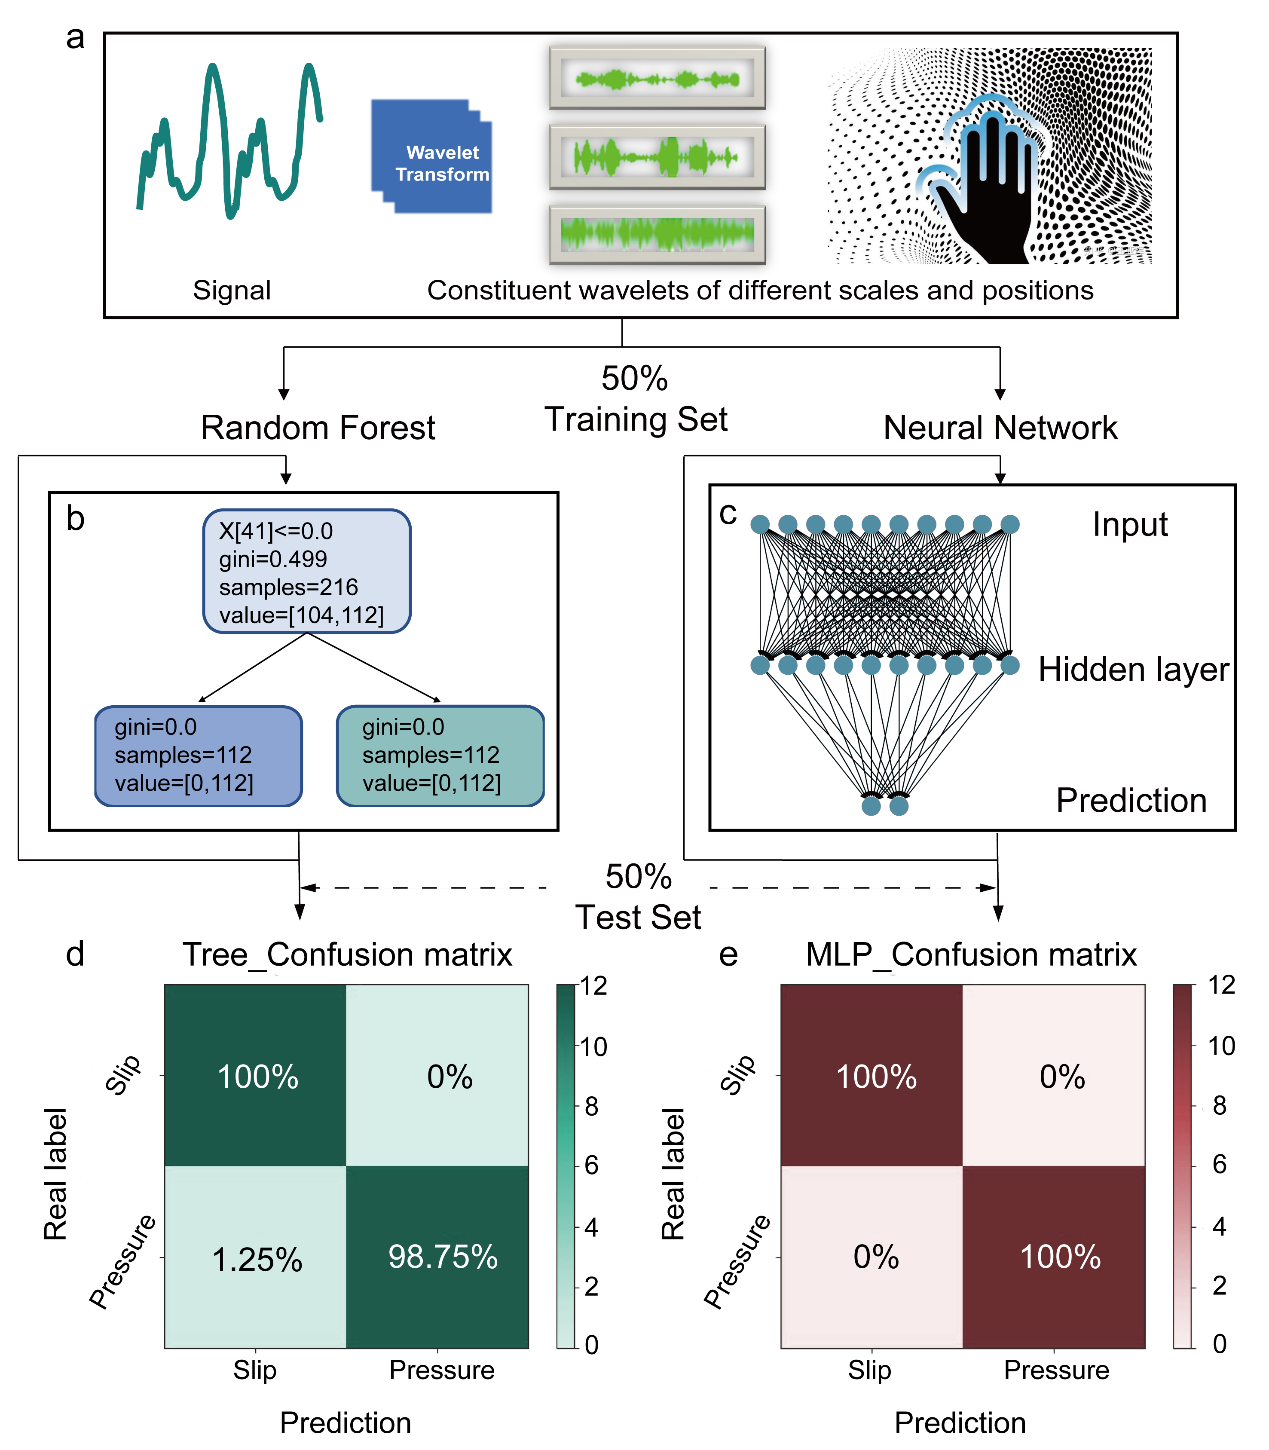 a
Wavelet
Transform
Signal
Constituent wavelets of different scales and positions
50%
Training Set
Random Forest
Neural Network
b
X[41]<=0.0
gini=0.499
samples=216
value=[104,112]
gini=0.0
samples=112
value=[0,112]
gini=0.0
samples=112
value=[0,112]
c
Input
Hidden layer
Prediction
50%
Test Set
d
Tree_Confusion matrix
Real label
Slip
Pressure
100%
0%
1.25%
98.75%
12
10
8
6
4
2
0
Slip
Pressure
Prediction
e
MLP_Confusion matrix
Real label
Slip
Pressure
100%
0%
0%
100%
12
10
8
6
4
2
0
Slip
Pressure
Prediction